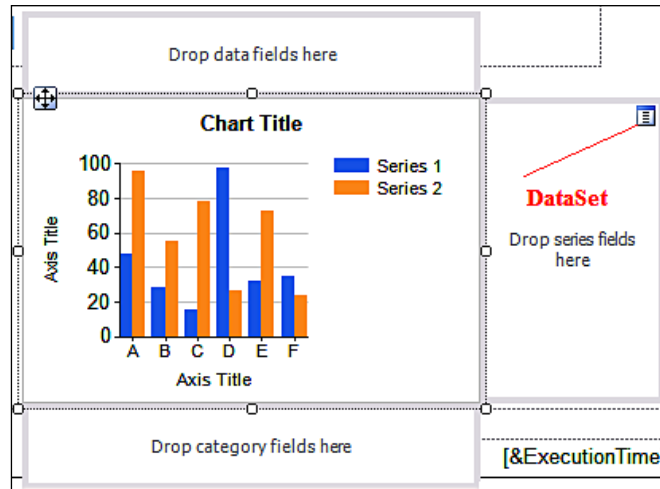 Drop data fields here
Chart Title
100
80
60
40
20
0
Axis Title
A B C D E F
Axis Title
Series 1
Series 2
DataSet
Drop series fields
here
Drop category fields here
[&ExecutionTime